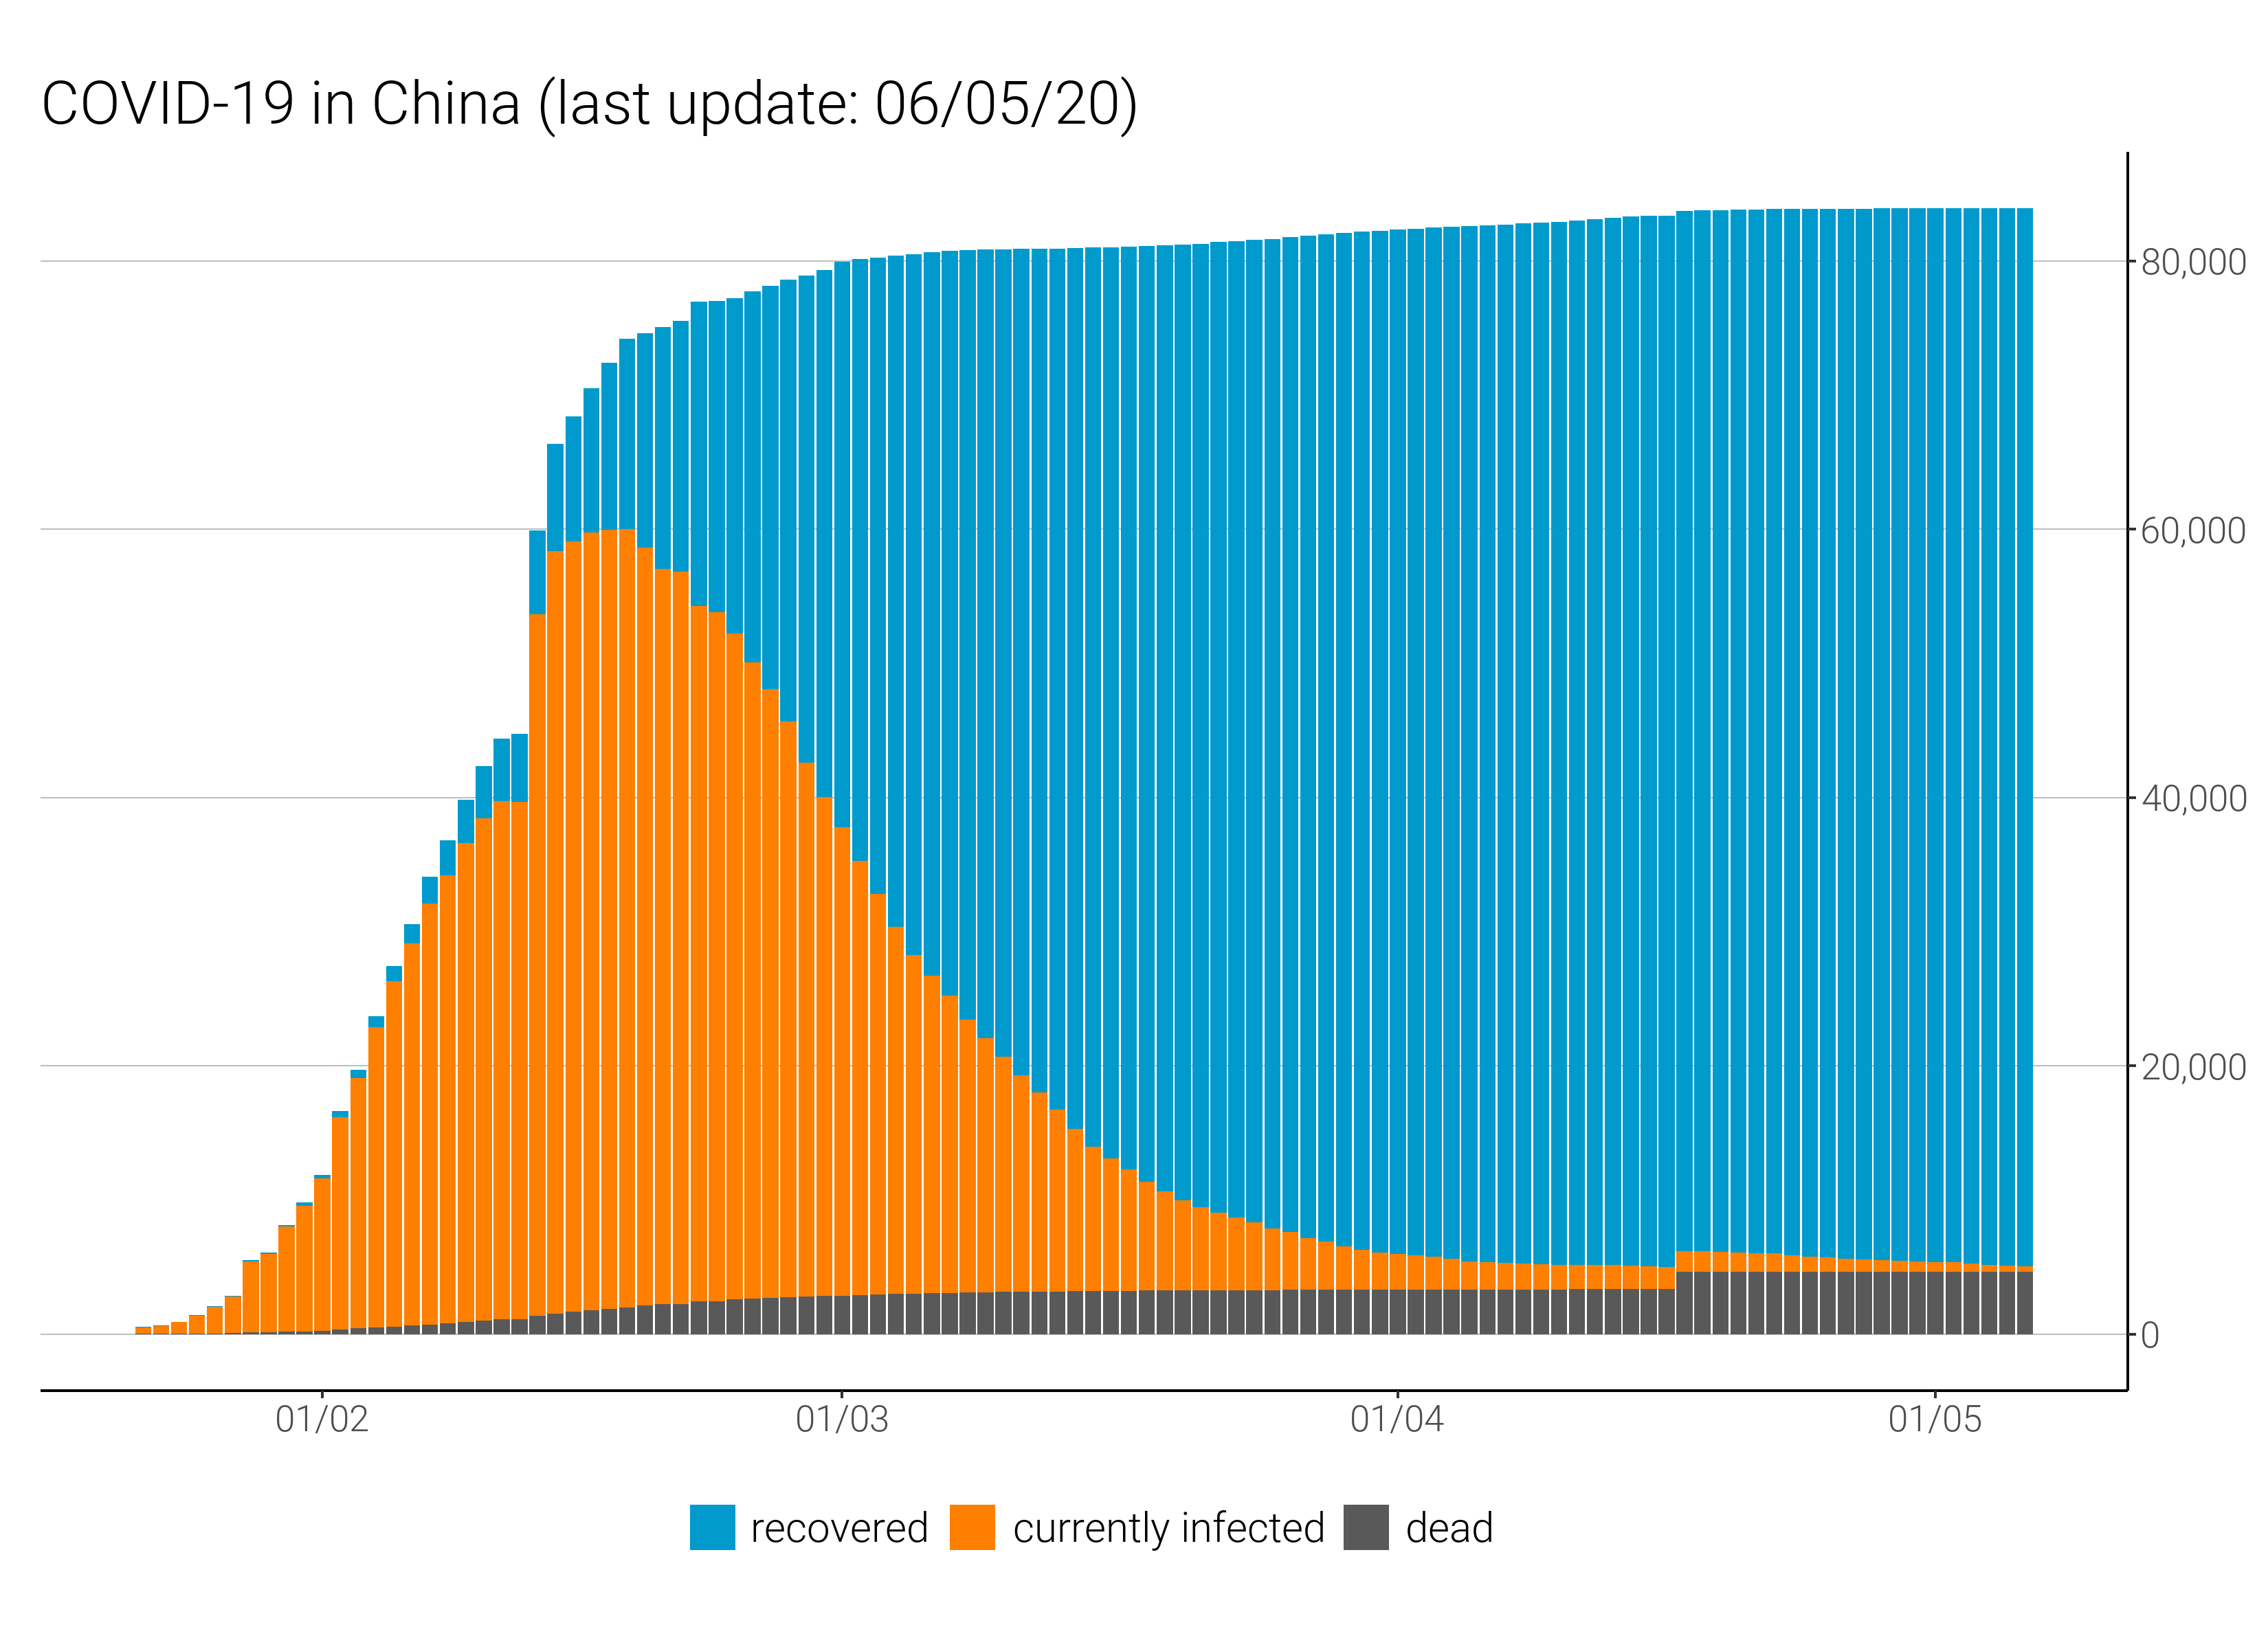 COVID-19 in China (last update: 06/05/20)
80,000
60,000
40,000
20,000
0
01/02 01/03 01/04 01/05
recovered currently infected dead